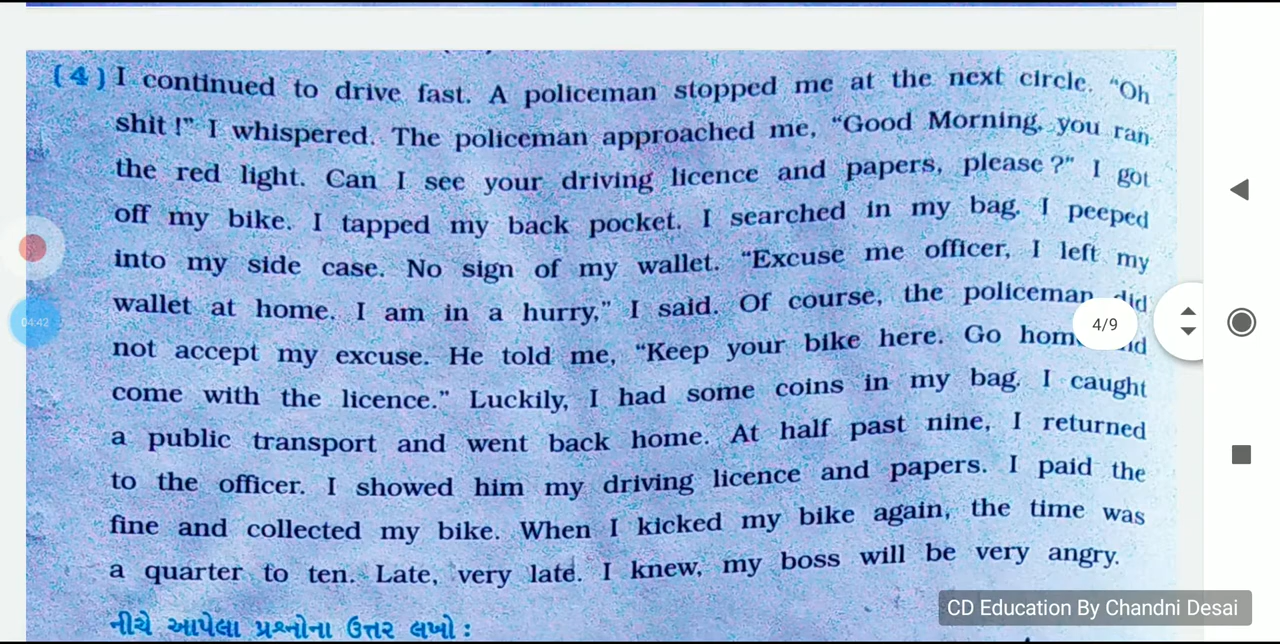 (4) I continued to drive fast. A policeman stopped me at the next circle. "Oh
shit !" I whispered. The policeman approached me, "Good Morning, you ran
the red light. Can I see your driving licence and papers, please ?" I got
off my bike. I tapped my back pocket. I searched in my bag. I peeped
into my side case. No sign of my wallet. "Excuse me officer, I left my
wallet at home. I am in a hurry," I said. Of course, the policeman did
not accept my excuse. He told me, "Keep your bike here. Go
come with the licence." Luckily, I had some coins in my bag. I caught
a public transport and went back home. At half past nine, I returned
to the officer. I showed him my driving licence and papers. I paid the
fine and collected my bike. When I kicked my bike again, the time was
a quarter to ten. Late, very late. I knew, my boss will be very angry.
નીચે આપેલા પ્રશ્નોના ઉત્તર લખો :
04:42
4/9
CD Education By Chandni Desai